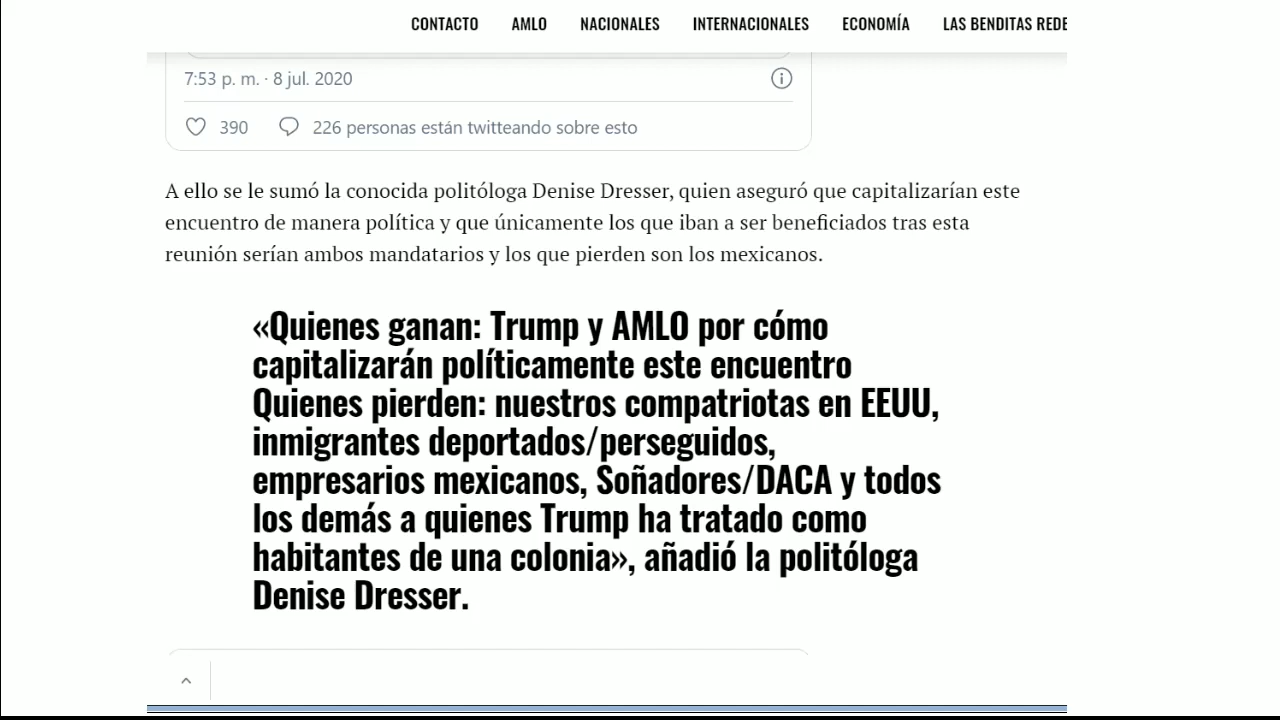 CONTACTO AMLO NACIONALES INTERNACIONALES ECONOMÍA LAS BENDITAS REDE
7:53 p. m. · 8 jul. 2020
390 226 personas están twitteando sobre esto
A ello se le sumó la conocida politóloga Denise Dresser, quien aseguró que capitalizarían este
encuentro de manera política y que únicamente los que iban a ser beneficiados tras esta
reunión serían ambos mandatarios y los que pierden son los mexicanos.
«Quienes ganan: Trump y AMLO por cómo
capitalizarán políticamente este encuentro
Quienes pierden: nuestros compatriotas en EEUU,
inmigrantes deportados/perseguidos,
empresarios mexicanos, Soñadores/DACA y todos
los demás a quienes Trump ha tratado como
habitantes de una colonia», añadió la politóloga
Denise Dresser.